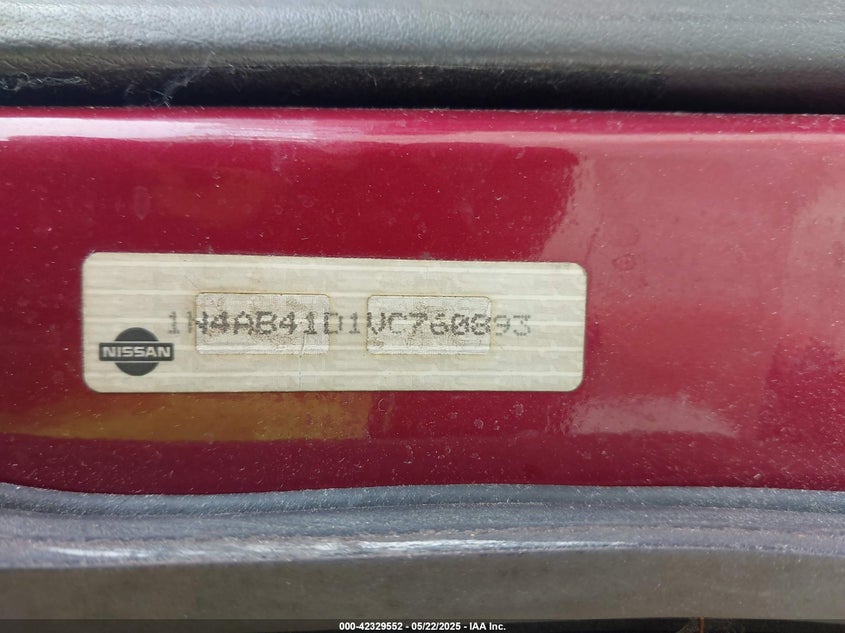 1N4AB41D1VC760893
NISSAN
000-42329552 - 05/22/2025 - IAA Inc.